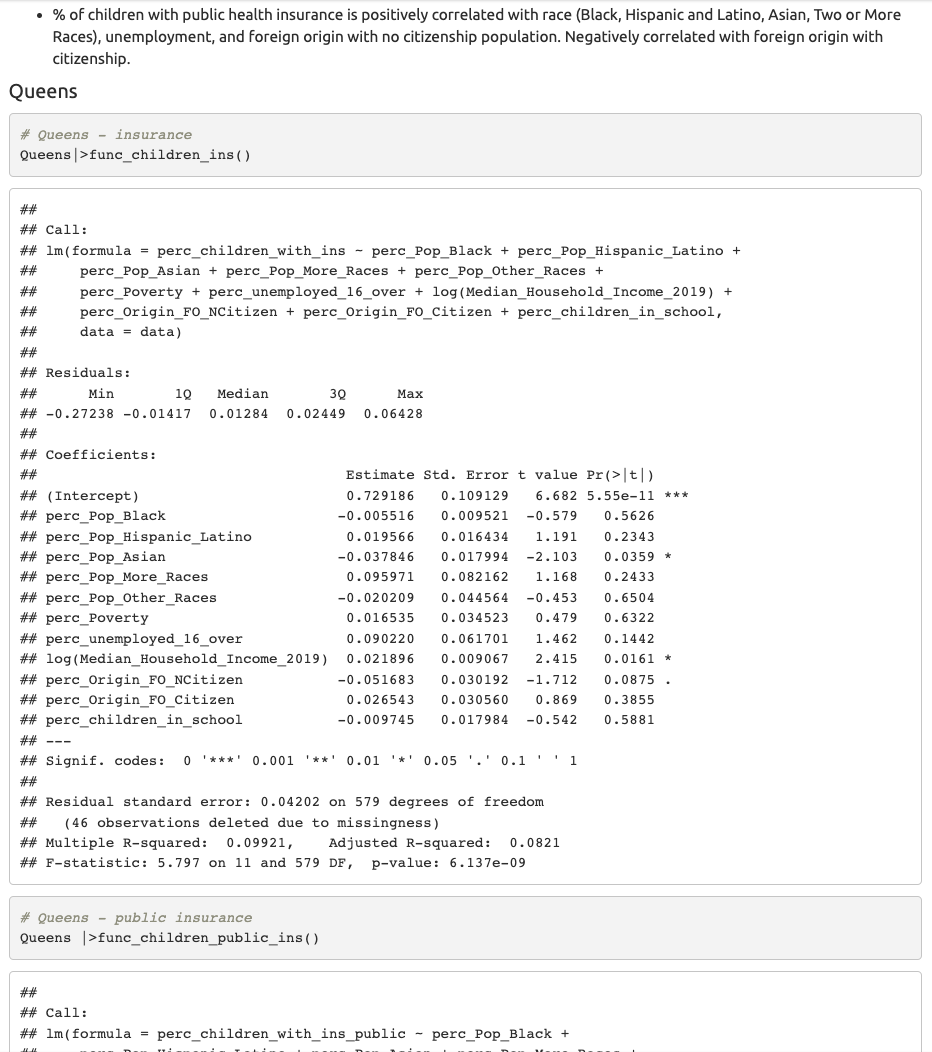 • % of children with public health insurance is positively correlated with race (Black, Hispanic and Latino, Asian, Two or More
Races), unemployment, and foreign origin with no citizenship population. Negatively correlated with foreign origin with
citizenship.
Queens
# Queens - insurance
Queens|>func_children_ins()
##
## Call:
## lm(formula = perc_children_with_ins ~ perc_Pop_Black + perc_Pop_Hispanic_Latino +
##     perc_Pop_Asian + perc_Pop_More_Races + perc_Pop_Other_Races +
##     perc_Poverty + perc_unemployed_16_over + log(Median_Household_Income_2019) +
##     perc_Origin_FO_NCitizen + perc_Origin_FO_Citizen + perc_children_in_school,
##     data = data)
##
## Residuals:
##      Min       1Q   Median       3Q      Max
## -0.27238 -0.01417  0.01284  0.02449  0.06428
##
## Coefficients:
##                                    Estimate Std. Error t value Pr(>|t|)
## (Intercept)                        0.729186   0.109129   6.682 5.55e-11 ***
## perc_Pop_Black                    -0.005516   0.009521  -0.579   0.5626
## perc_Pop_Hispanic_Latino           0.019566   0.016434   1.191   0.2343
## perc_Pop_Asian                    -0.037846   0.017994  -2.103   0.0359 *
## perc_Pop_More_Races                0.095971   0.082162   1.168   0.2433
## perc_Pop_Other_Races              -0.020209   0.044564  -0.453   0.6504
## perc_Poverty                       0.016535   0.034523   0.479   0.6322
## perc_unemployed_16_over            0.090220   0.061701   1.462   0.1442
## log(Median_Household_Income_2019)  0.021896   0.009067   2.415   0.0161 *
## perc_Origin_FO_NCitizen           -0.051683   0.030192  -1.712   0.0875 .
## perc_Origin_FO_Citizen             0.026543   0.030560   0.869   0.3855
## perc_children_in_school           -0.009745   0.017984  -0.542   0.5881
## ---
## Signif. codes:  0 '***' 0.001 '**' 0.01 '*' 0.05 '.' 0.1 ' ' 1
##
## Residual standard error: 0.04202 on 579 degrees of freedom
##   (46 observations deleted due to missingness)
## Multiple R-squared:  0.09921,    Adjusted R-squared:  0.0821
## F-statistic: 5.797 on 11 and 579 DF,  p-value: 6.137e-09
# Queens - public insurance
Queens |>func_children_public_ins()
##
## Call:
## lm(formula = perc_children_with_ins_public ~ perc_Pop_Black +
##     perc_Pop_Hispanic_Latino + perc_Pop_Asian + perc_Pop_More_Races +